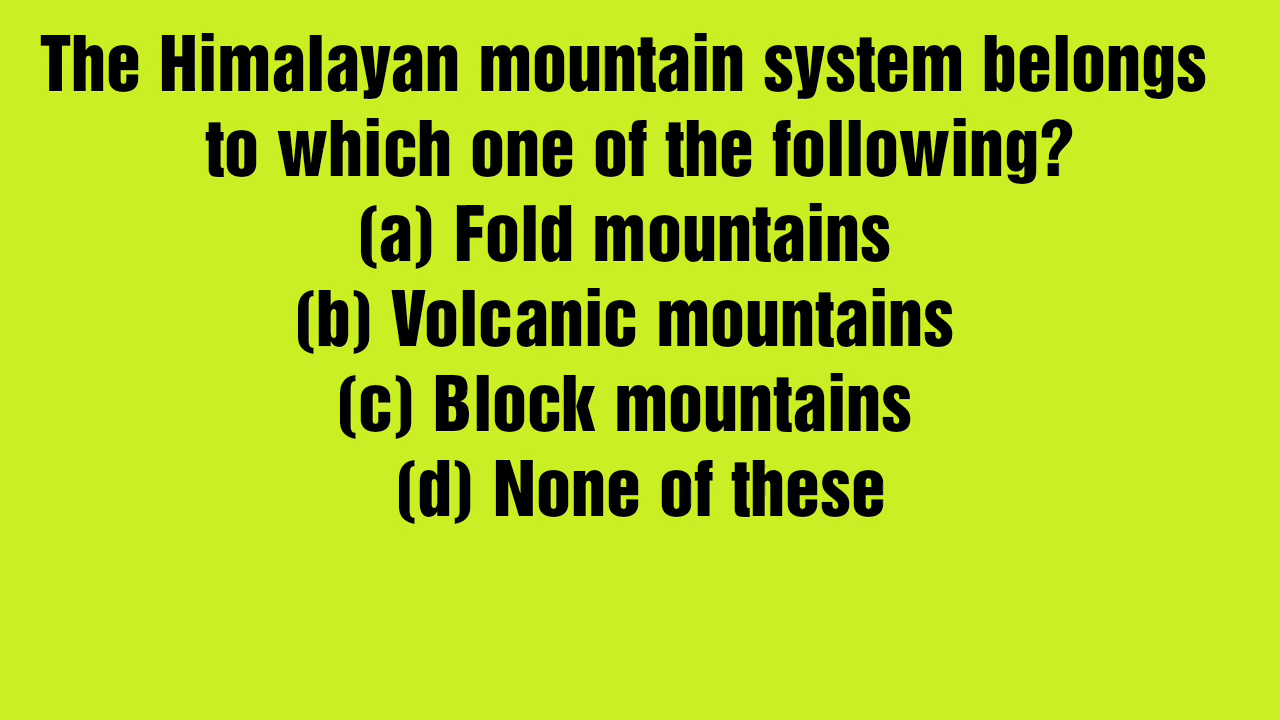 The Himalayan mountain system belongs
to which one of the following?
(a) Fold mountains
(b) Volcanic mountains
(c) Block mountains
(d) None of these